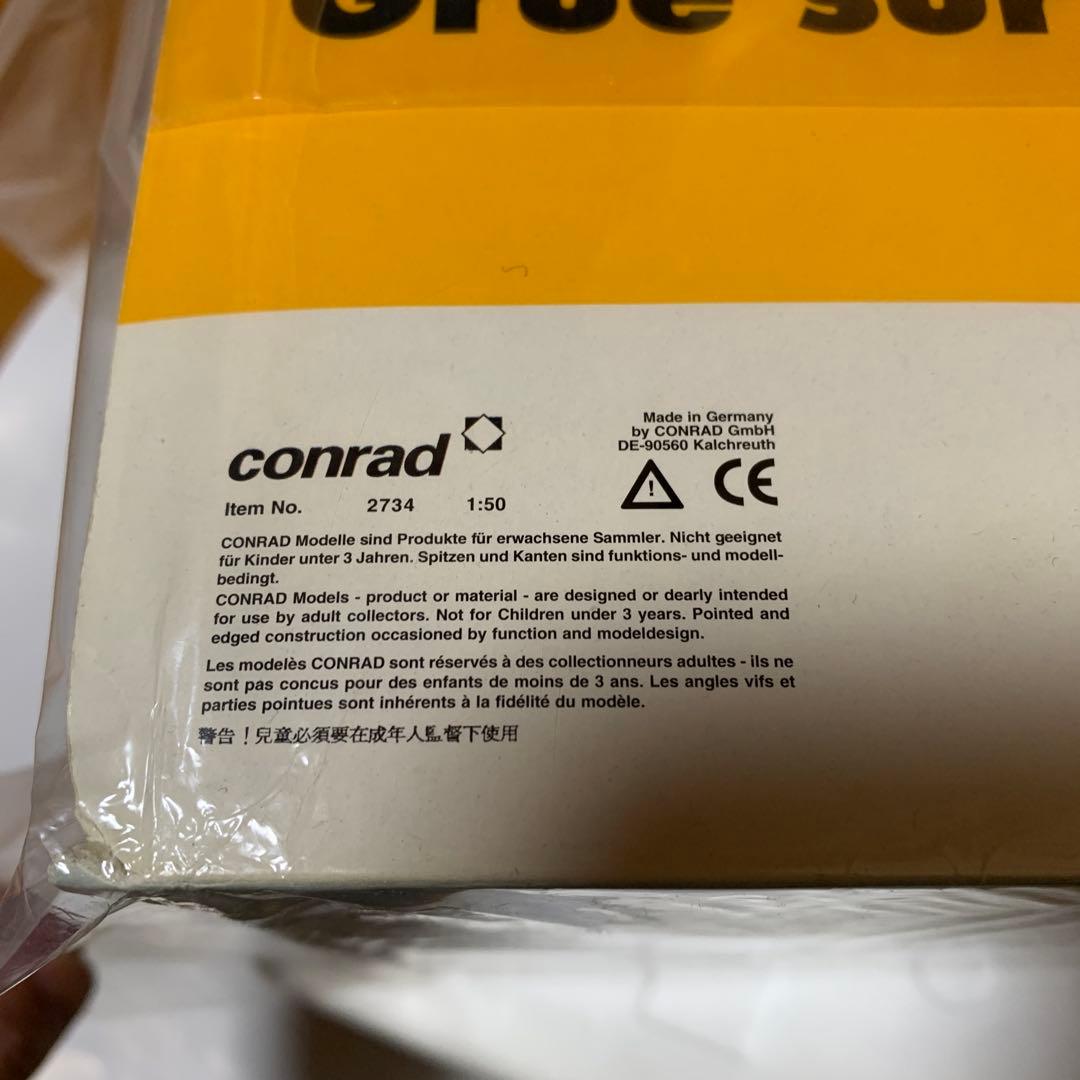 Grue sur
Made in Germany
by CONRAD GmbH
DE-90560 Kalchreuth
conrad
Item No. 2734 1:50
CONRAD Modelle sind Produkte für erwachsene Sammler. Nicht geeignet
für Kinder unter 3 Jahren. Spitzen und Kanten sind funktions- und modell-
bedingt.
CONRAD Models - product or material - are designed or dearly intended
for use by adult collectors. Not for Children under 3 years. Pointed and
edged construction occasioned by function and modeldesign.
Les modelès CONRAD sont réservés à des collectionneurs adultes - ils ne
sont pas concus pour des enfants de moins de 3 ans. Les angles vifs et
parties pointues sont inhérents à la fidélité du modèle.
警告！兒童必須要在成年人監督下使用